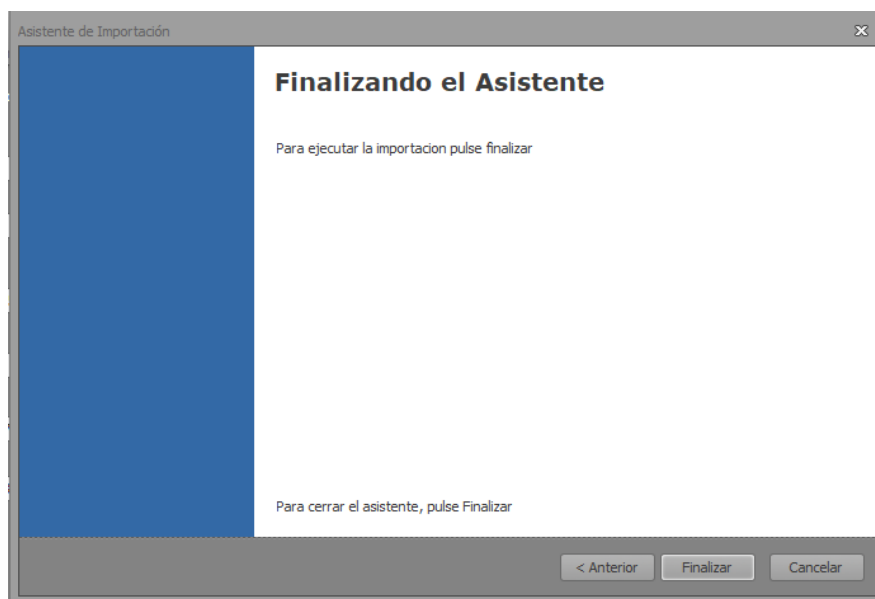 Asistente de Importación
Finalizando el Asistente
Para ejecutar la importacion pulse finalizar
Para cerrar el asistente, pulse Finalizar
< Anterior Finalizar Cancelar